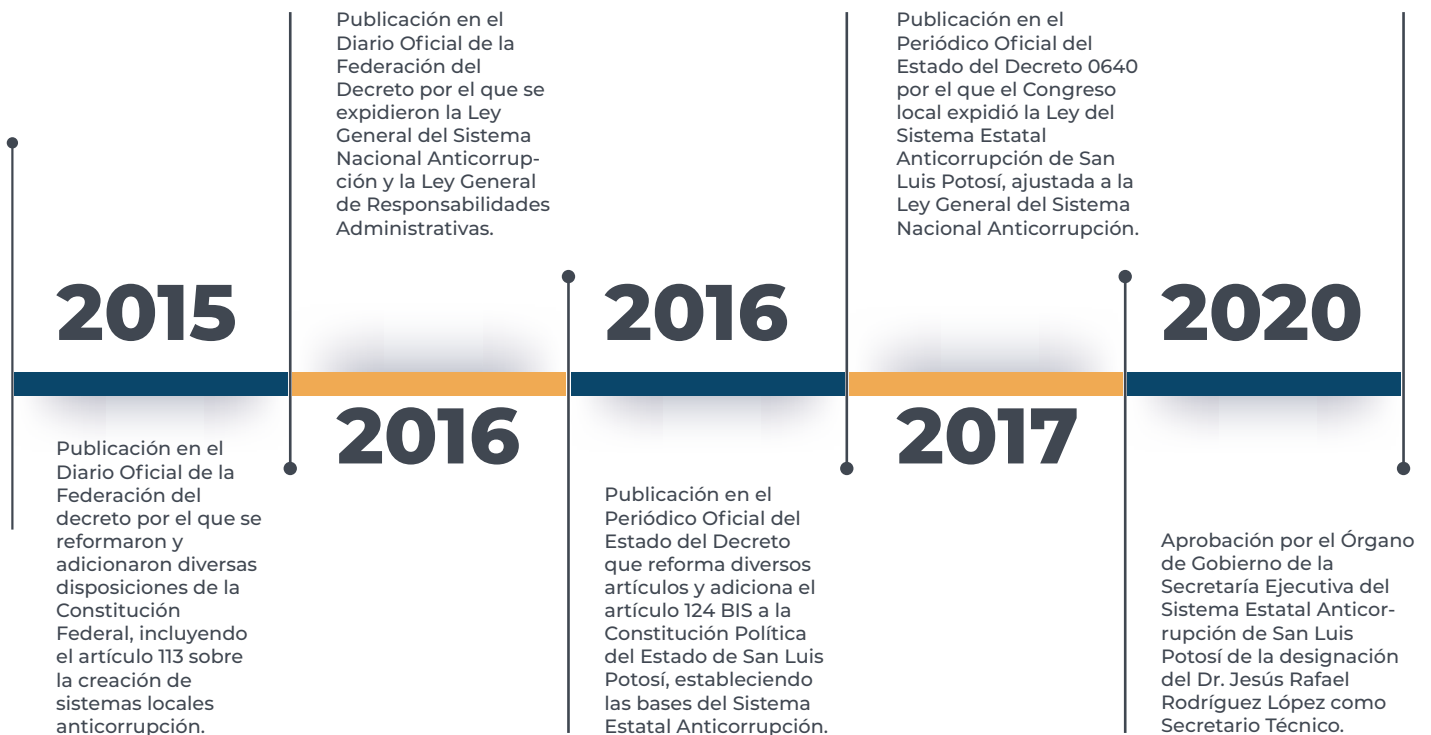 2015
Publicación en el
Diario Oficial de la
Federación del
decreto por el que se
reformaron y
adicionaron diversas
disposiciones de la
Constitución
Federal, incluyendo
el artículo 113 sobre
la creación de
sistemas locales
anticorrupción.
Publicación en el
Diario Oficial de la
Federación del
Decreto por el que se
expidieron la Ley
General del Sistema
Nacional Anticorrup-
ción y la Ley General
de Responsabilidades
Administrativas.
2016
2016
Publicación en el
Periódico Oficial del
Estado del Decreto
que reforma diversos
artículos y adiciona el
artículo 124 BIS a la
Constitución Política
del Estado de San Luis
Potosí, estableciendo
las bases del Sistema
Estatal Anticorrupción.
Publicación en el
Periódico Oficial del
Estado del Decreto 0640
por el que el Congreso
local expidió la Ley del
Sistema Estatal
Anticorrupción de San
Luis Potosí, ajustada a la
Ley General del Sistema
Nacional Anticorrupción.
2017
2020
Aprobación por el Órgano
de Gobierno de la
Secretaría Ejecutiva del
Sistema Estatal Anticor-
rupción de San Luis
Potosí de la designación
del Dr. Jesús Rafael
Rodríguez López como
Secretario Técnico.